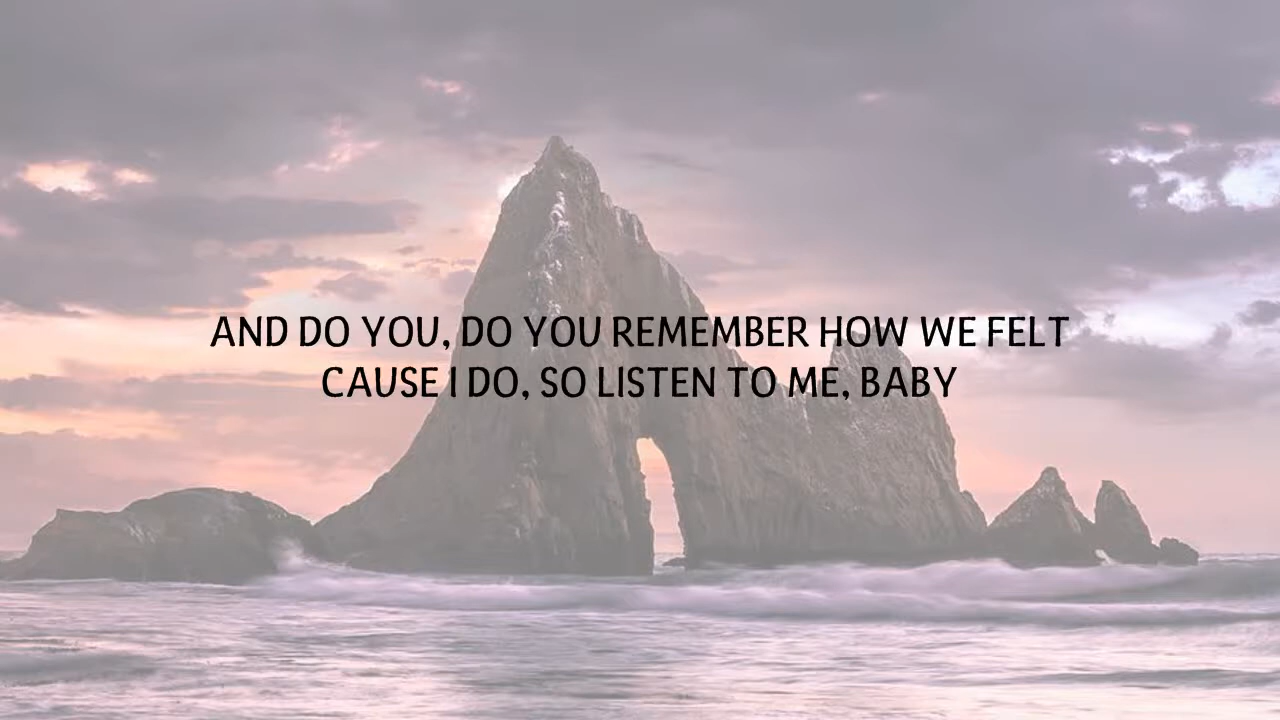 AND DO YOU, DO YOU REMEMBER HOW WE FELT
CAUSE I DO, SO LISTEN TO ME, BABY